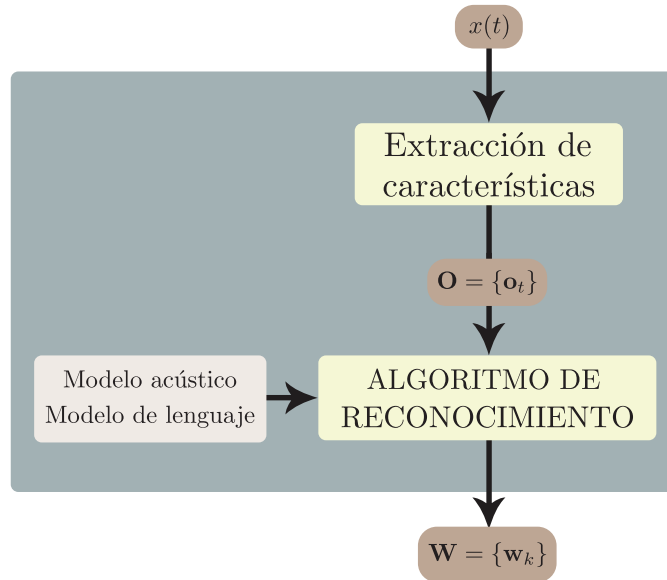 x(t)
Extracción de
características
O = {o_t}
Modelo acústico
Modelo de lenguaje
ALGORITMO DE
RECONOCIMIENTO
W = {w_k}